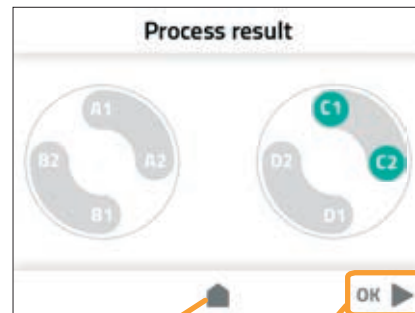 Process result
A1 C1
B2 A2 D2 C2
B1 D1
OK